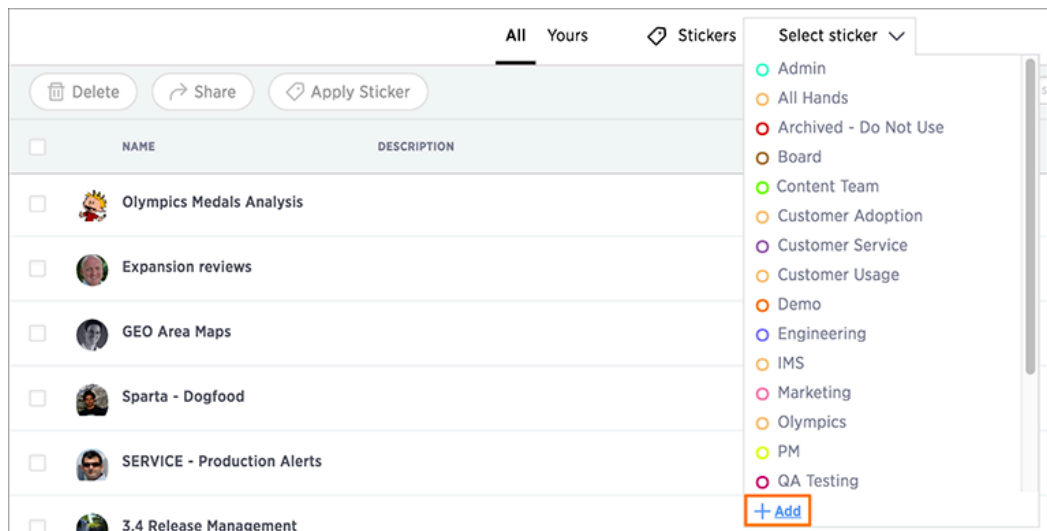 All Yours Stickers Select sticker
Delete Share Apply Sticker
NAME DESCRIPTION
Olympics Medals Analysis
Expansion reviews
GEO Area Maps
Sparta - Dogfood
SERVICE - Production Alerts
3.4 Release Management
Admin
All Hands
Archived - Do Not Use
Board
Content Team
Customer Adoption
Customer Service
Customer Usage
Demo
Engineering
IMS
Marketing
Olympics
PM
QA Testing
+ Add